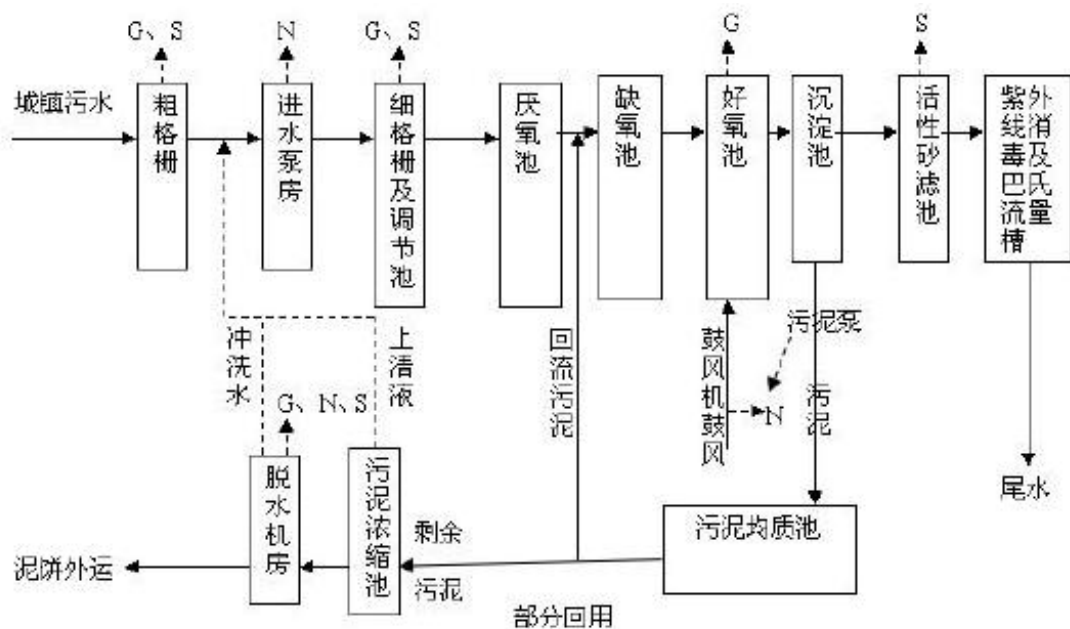 G、S
N
G、S
G
S
城镇污水
粗格栅
进水泵房
细格栅及调节池
厌氧池
缺氧池
好氧池
沉淀池
活性砂滤池
紫外
线消
毒及
巴氏
流量
槽
冲洗水
上清液
回流污泥
鼓风机鼓风
污泥泵
N
污泥
G、N、S
尾水
脱水机房
污泥浓缩池
剩余
污泥
污泥均质池
泥饼外运
部分回用